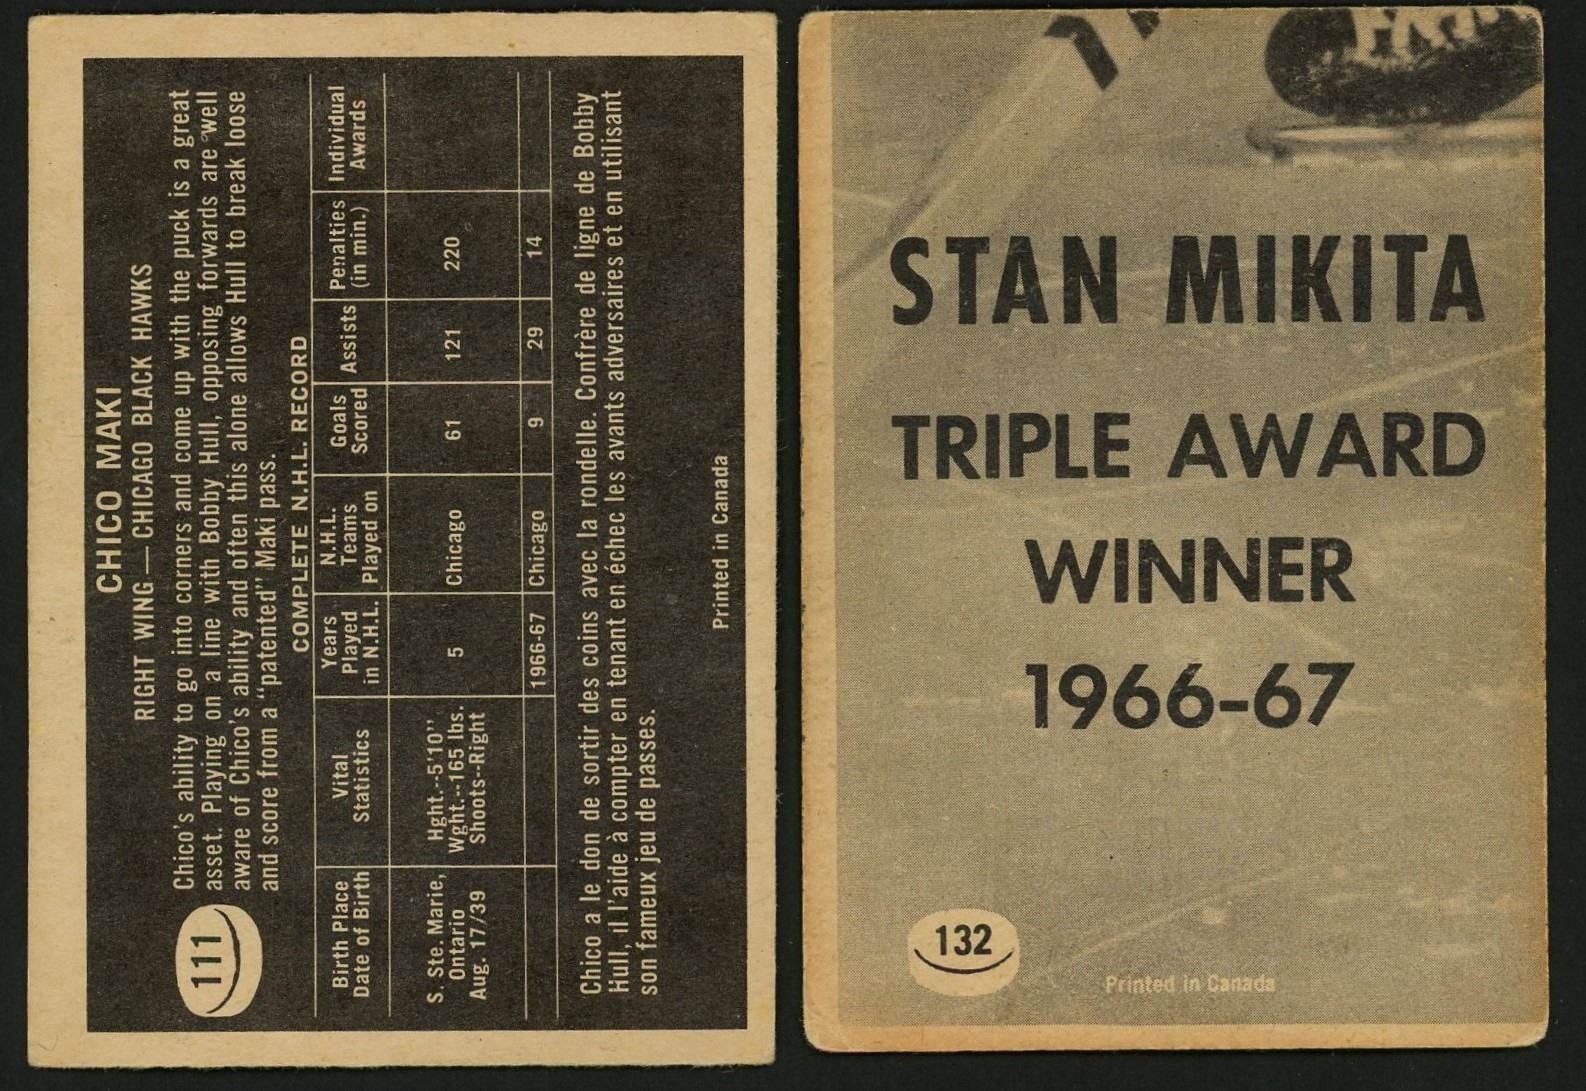 CHICO MAKI
RIGHT WING — CHICAGO BLACK HAWKS
111
Chico's ability to go into corners and come up with the puck is a great
asset. Playing on a line with Bobby Hull, opposing forwards are well
aware of Chico's ability and often this alone allows Hull to break loose
and score from a "patented" Maki pass.
COMPLETE N.H.L. RECORD
Birth Place Date of Birth | Vital Statistics | Years Played in N.H.L. | N.H.L. Teams Played on | Goals Scored | Assists | Penalties (in min.) | Individual Awards
S. Ste. Marie, Ontario Aug. 17/39 | Hght.--5'10" Wght.--165 lbs. Shoots--Right | 5 | Chicago | 61 | 121 | 220
1966-67 | Chicago | 9 | 29 | 14
Chico a le don de sortir des coins avec la rondelle. Confrère de ligne de Bobby
Hull, il l'aide à compter en tenant en échec les avants adversaires et en utilisant
son fameux jeu de passes.
Printed in Canada
STAN MIKITA
TRIPLE AWARD
WINNER
1966-67
132
Printed in Canada